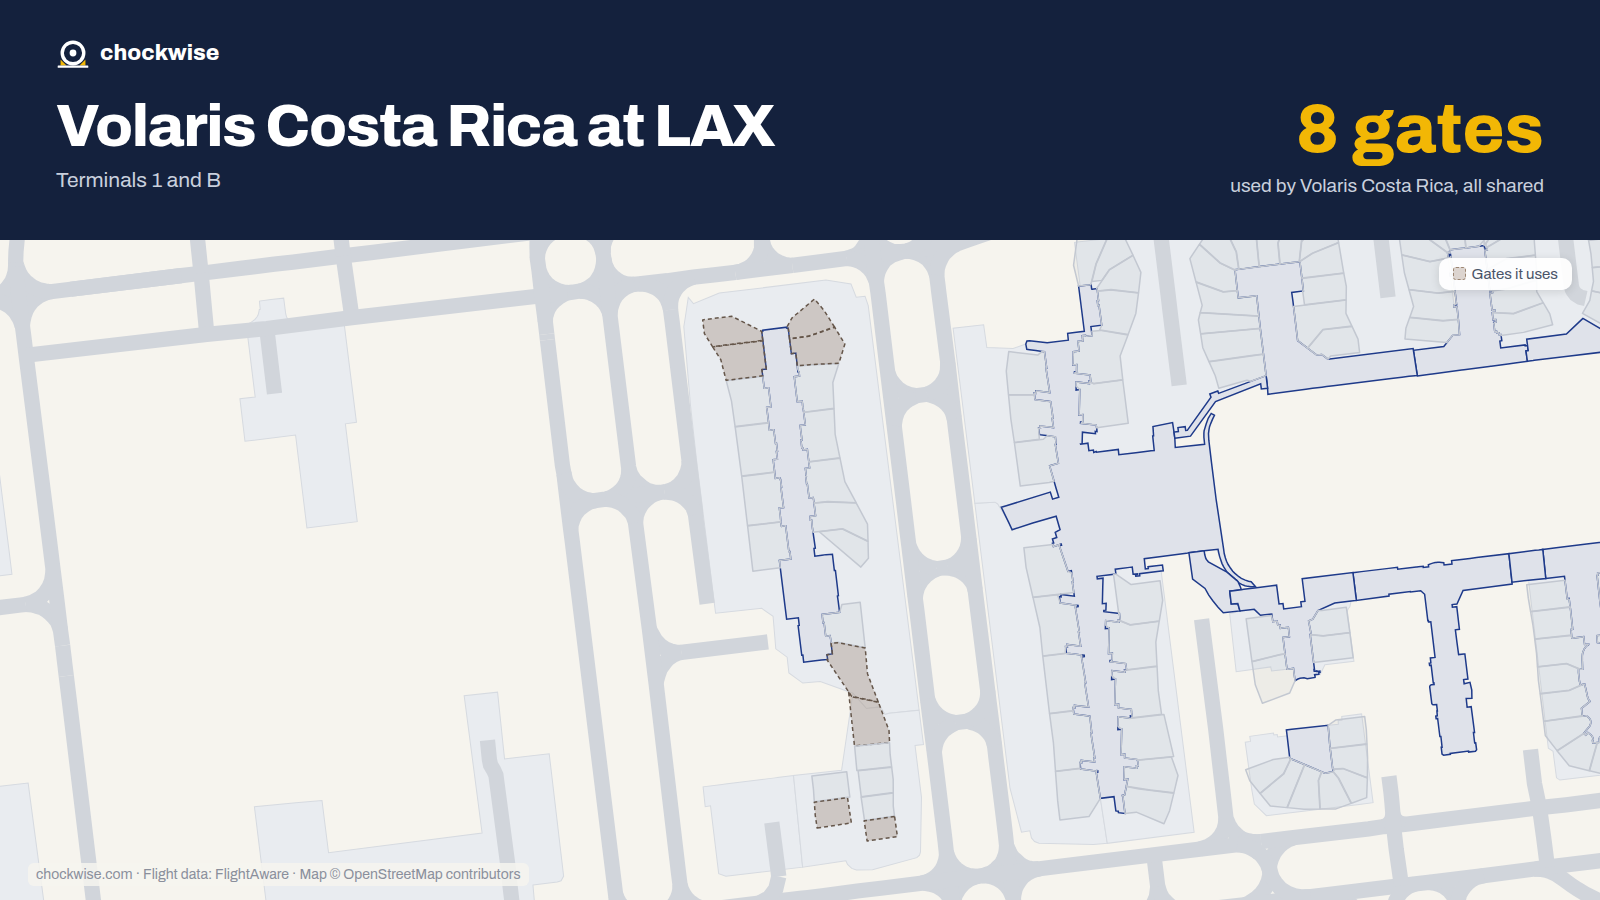 chockwise
Volaris Costa Rica at LAX
Terminals 1 and B
8 gates
used by Volaris Costa Rica, all shared
Gates it uses
chockwise.com · Flight data: FlightAware · Map © OpenStreetMap contributors